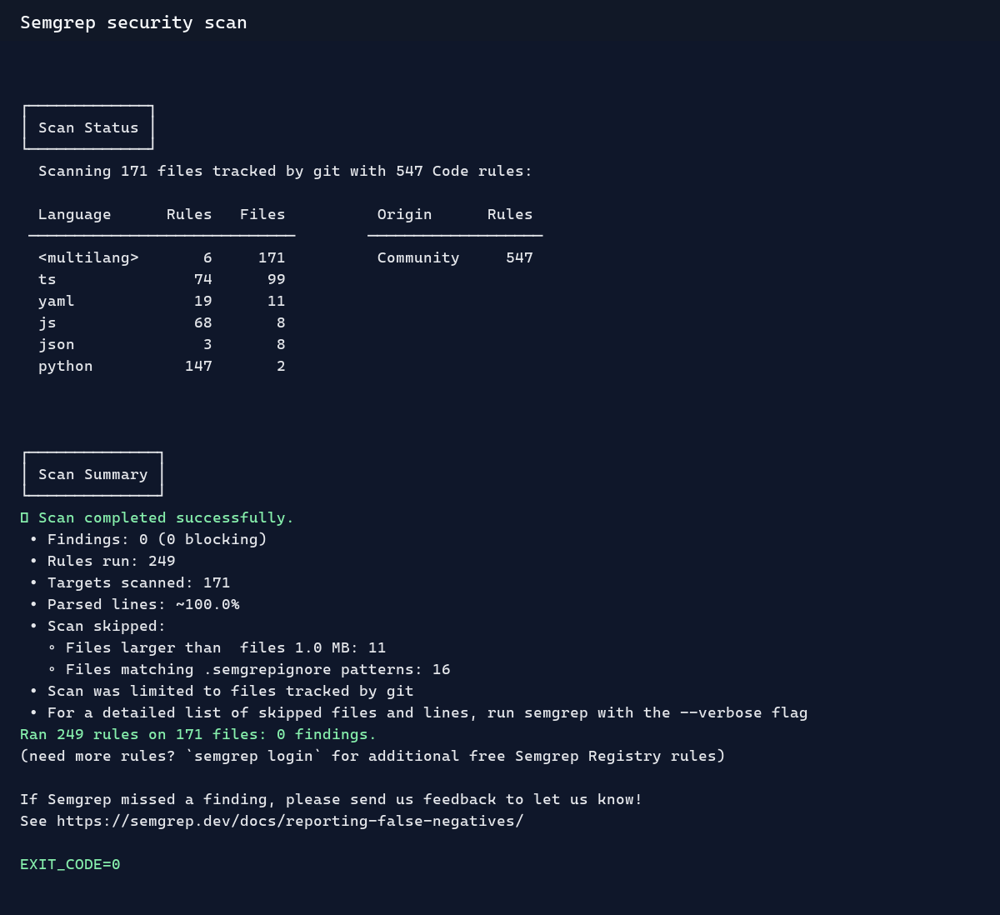 Semgrep security scan
Scan Status
Scanning 171 files tracked by git with 547 Code rules:
Language Rules Files Origin Rules
<multilang> 6 171 Community 547
ts 74 99
yaml 19 11
js 68 8
json 3 8
python 147 2
Scan Summary
▯ Scan completed successfully.
• Findings: 0 (0 blocking)
• Rules run: 249
• Targets scanned: 171
• Parsed lines: ~100.0%
• Scan skipped:
◦ Files larger than  files 1.0 MB: 11
◦ Files matching .semgrepignore patterns: 16
• Scan was limited to files tracked by git
• For a detailed list of skipped files and lines, run semgrep with the --verbose flag
Ran 249 rules on 171 files: 0 findings.
(need more rules? `semgrep login` for additional free Semgrep Registry rules)
If Semgrep missed a finding, please send us feedback to let us know!
See https://semgrep.dev/docs/reporting-false-negatives/
EXIT_CODE=0